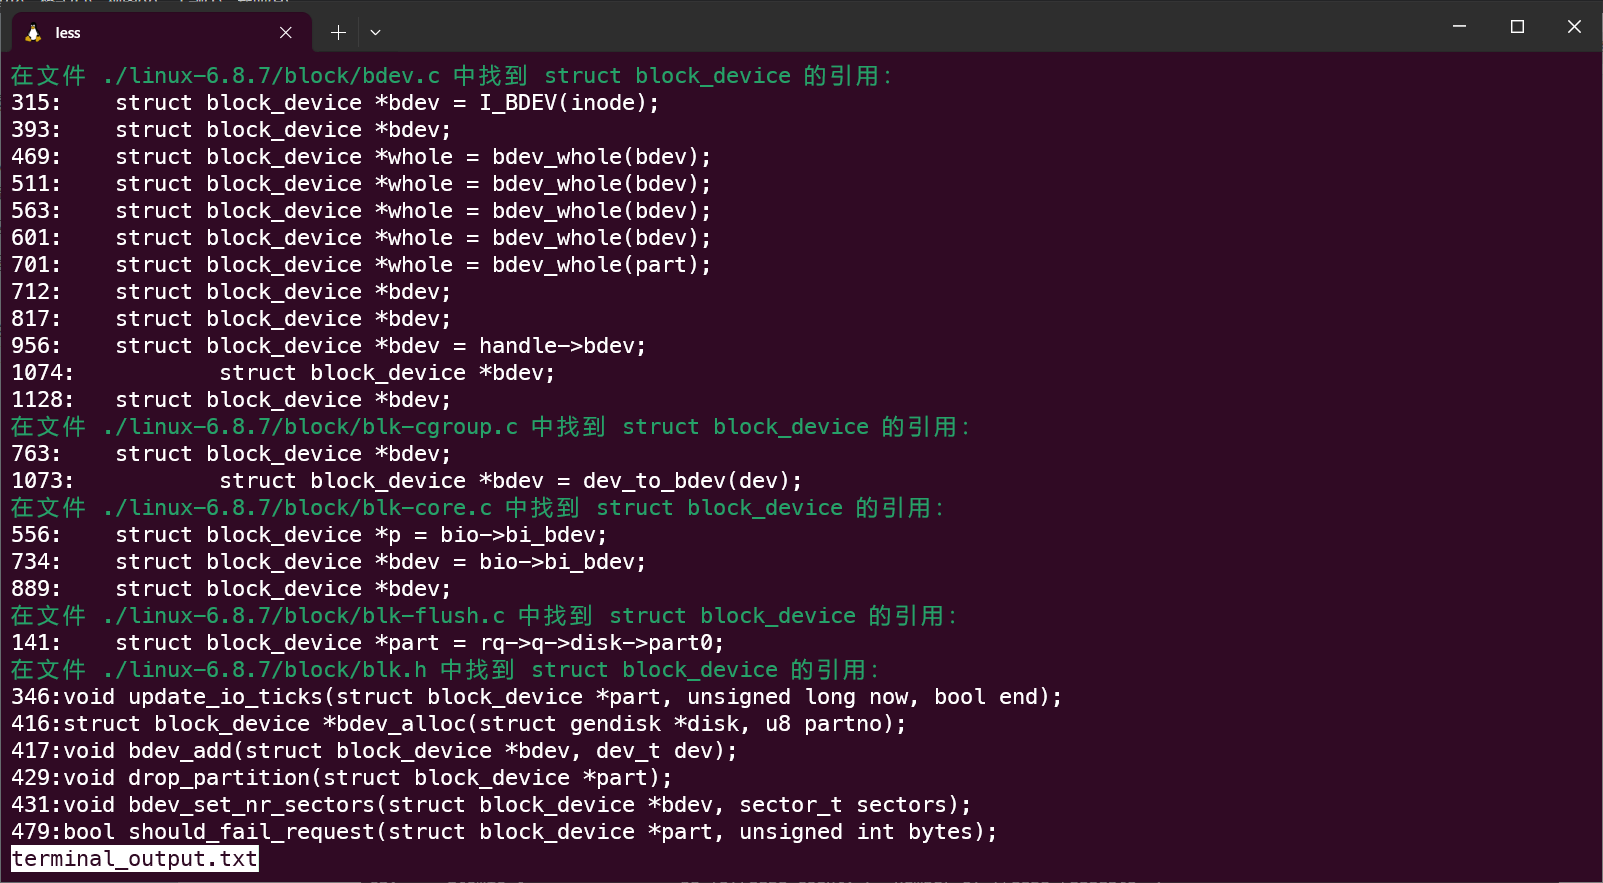 less
在文件 ./linux-6.8.7/block/bdev.c 中找到 struct block_device 的引用:
315:    struct block_device *bdev = I_BDEV(inode);
393:    struct block_device *bdev;
469:    struct block_device *whole = bdev_whole(bdev);
511:    struct block_device *whole = bdev_whole(bdev);
563:    struct block_device *whole = bdev_whole(bdev);
601:    struct block_device *whole = bdev_whole(bdev);
701:    struct block_device *whole = bdev_whole(part);
712:    struct block_device *bdev;
817:    struct block_device *bdev;
956:    struct block_device *bdev = handle->bdev;
1074:           struct block_device *bdev;
1128:   struct block_device *bdev;
在文件 ./linux-6.8.7/block/blk-cgroup.c 中找到 struct block_device 的引用:
763:    struct block_device *bdev;
1073:           struct block_device *bdev = dev_to_bdev(dev);
在文件 ./linux-6.8.7/block/blk-core.c 中找到 struct block_device 的引用:
556:    struct block_device *p = bio->bi_bdev;
734:    struct block_device *bdev = bio->bi_bdev;
889:    struct block_device *bdev;
在文件 ./linux-6.8.7/block/blk-flush.c 中找到 struct block_device 的引用:
141:    struct block_device *part = rq->q->disk->part0;
在文件 ./linux-6.8.7/block/blk.h 中找到 struct block_device 的引用:
346:void update_io_ticks(struct block_device *part, unsigned long now, bool end);
416:struct block_device *bdev_alloc(struct gendisk *disk, u8 partno);
417:void bdev_add(struct block_device *bdev, dev_t dev);
429:void drop_partition(struct block_device *part);
431:void bdev_set_nr_sectors(struct block_device *bdev, sector_t sectors);
479:bool should_fail_request(struct block_device *part, unsigned int bytes);
terminal_output.txt